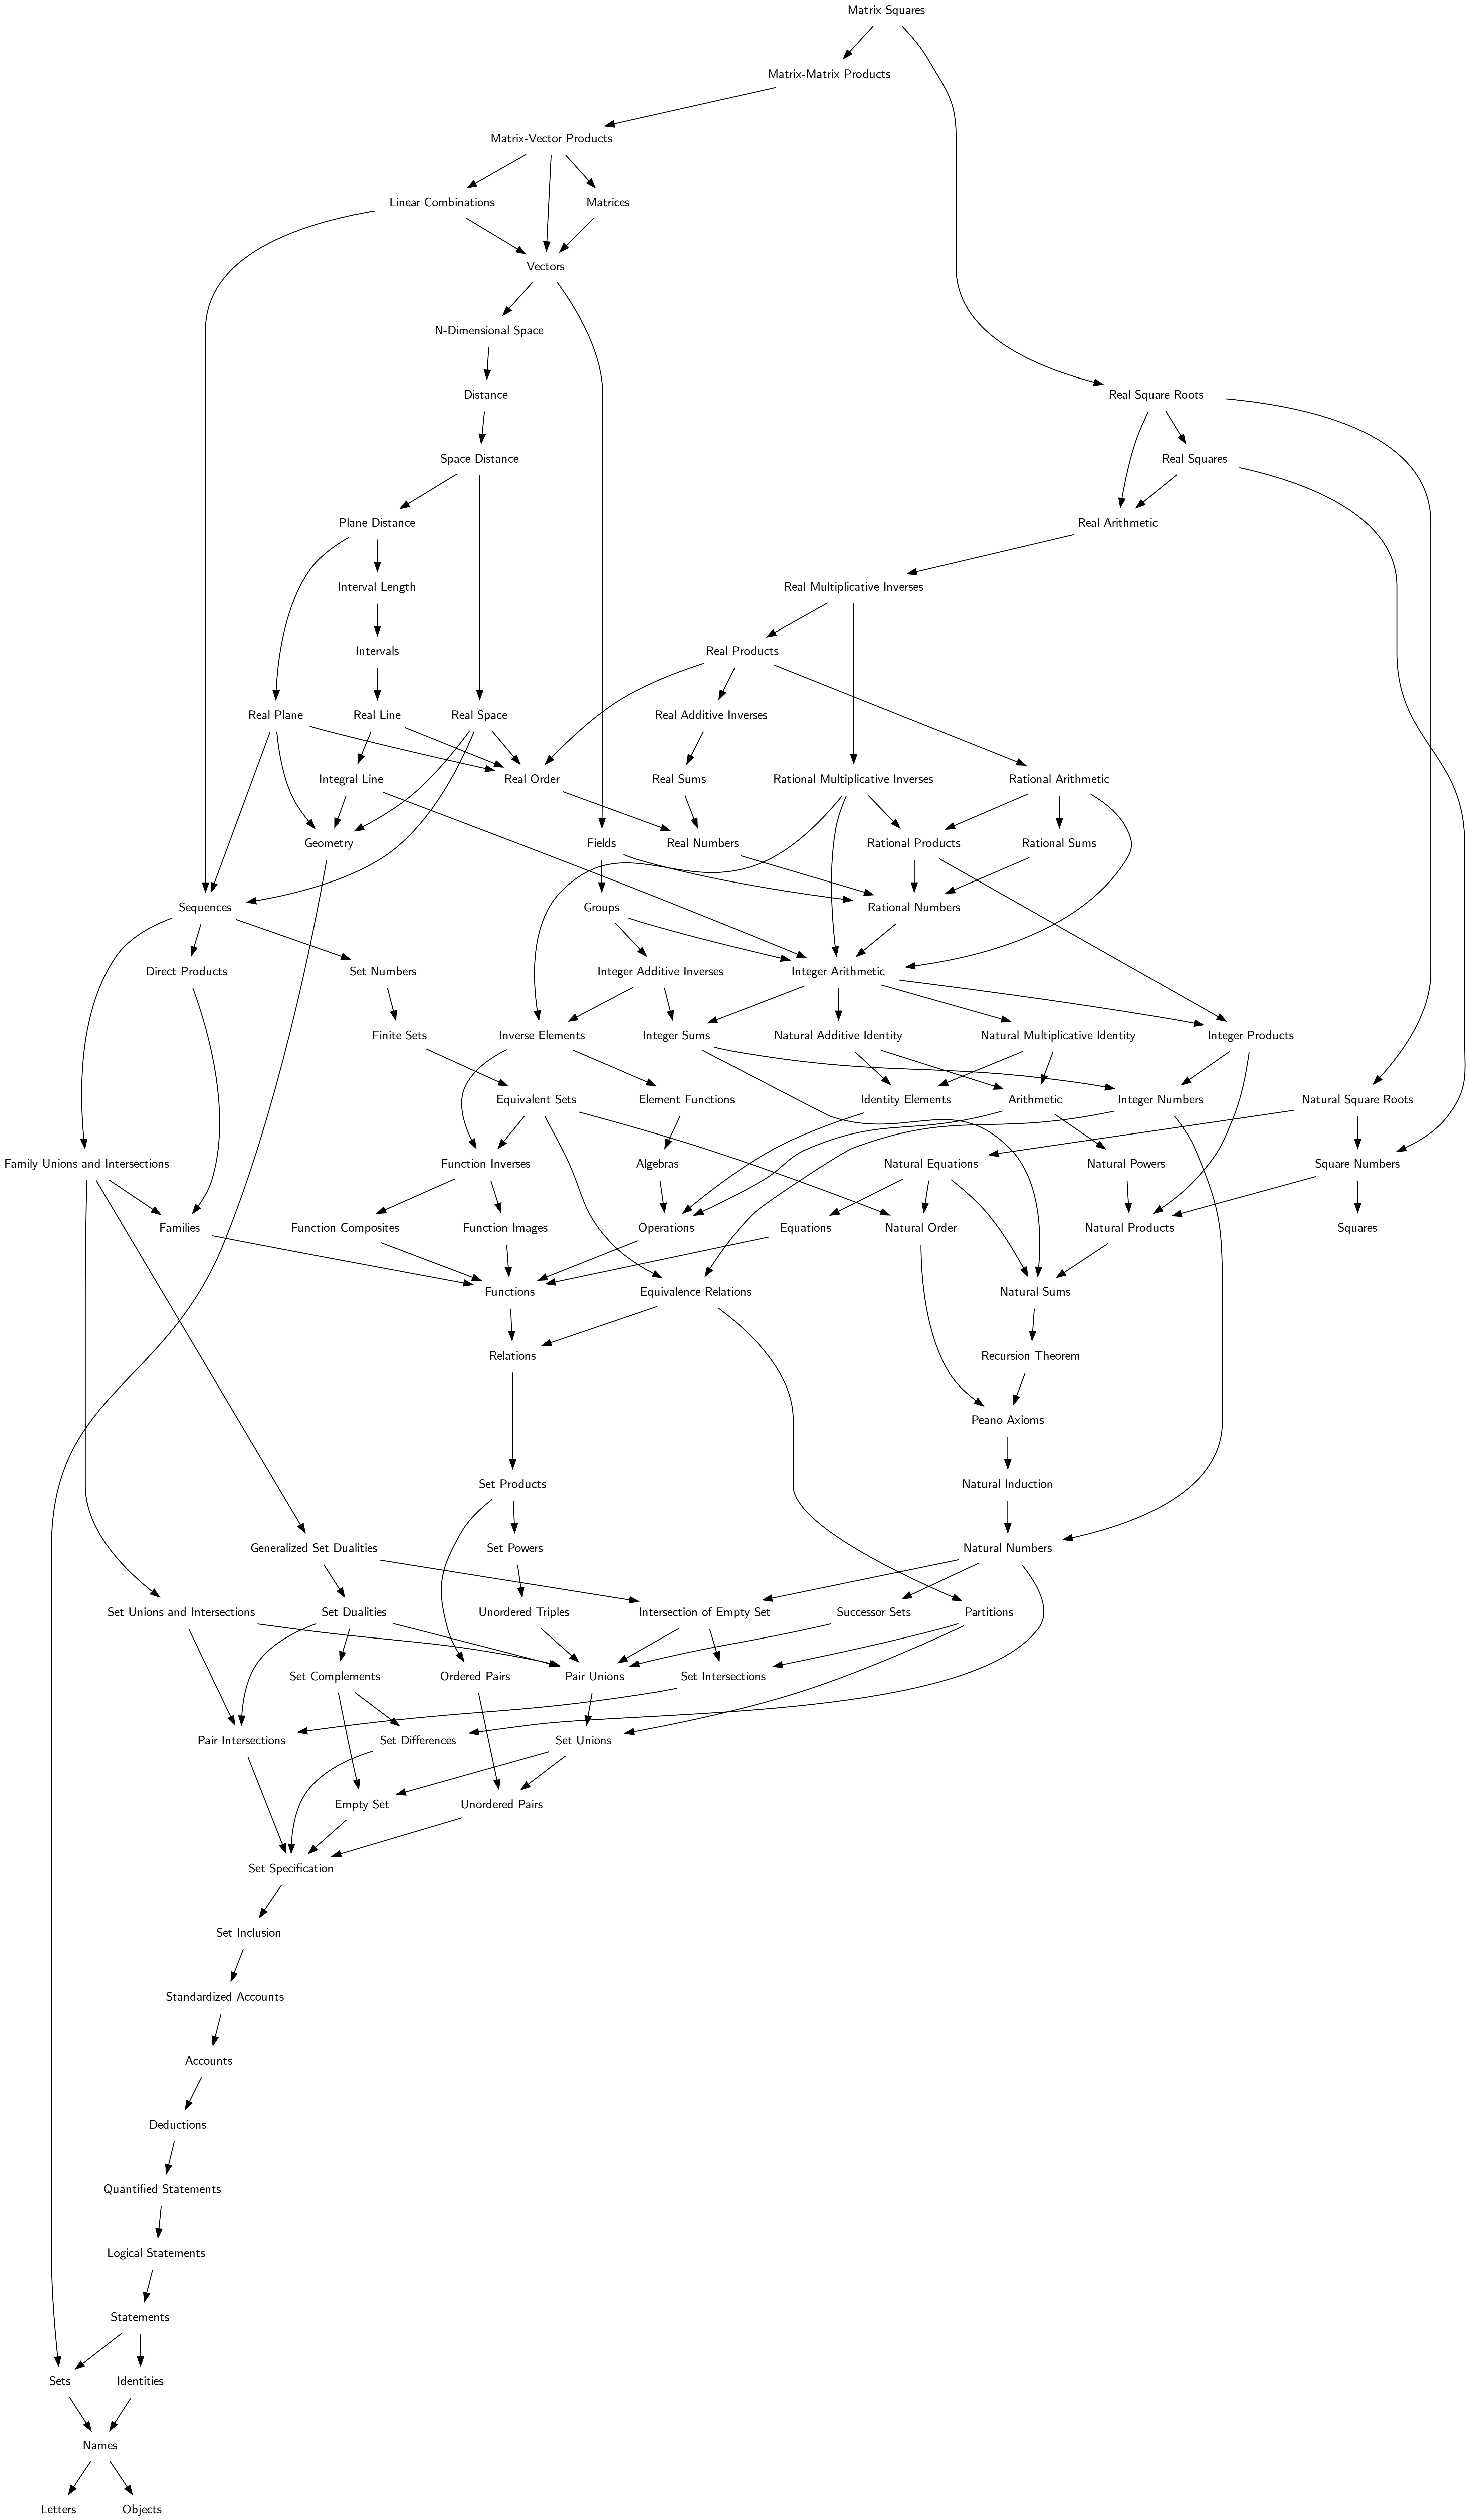 Matrix Squares
Matrix-Matrix Products
Matrix-Vector Products
Linear Combinations
Matrices
Vectors
N-Dimensional Space
Distance
Real Square Roots
Space Distance
Real Squares
Plane Distance
Real Arithmetic
Interval Length
Real Multiplicative Inverses
Intervals
Real Products
Real Plane
Real Line
Real Space
Real Additive Inverses
Integral Line
Real Order
Real Sums
Rational Multiplicative Inverses
Rational Arithmetic
Geometry
Fields
Real Numbers
Rational Products
Rational Sums
Sequences
Groups
Rational Numbers
Direct Products
Set Numbers
Integer Additive Inverses
Integer Arithmetic
Finite Sets
Inverse Elements
Integer Sums
Natural Additive Identity
Natural Multiplicative Identity
Integer Products
Equivalent Sets
Element Functions
Identity Elements
Arithmetic
Integer Numbers
Natural Square Roots
Family Unions and Intersections
Function Inverses
Algebras
Natural Equations
Natural Powers
Square Numbers
Families
Function Composites
Function Images
Operations
Equations
Natural Order
Natural Products
Squares
Functions
Equivalence Relations
Natural Sums
Relations
Recursion Theorem
Peano Axioms
Set Products
Natural Induction
Generalized Set Dualities
Set Powers
Natural Numbers
Set Unions and Intersections
Set Dualities
Unordered Triples
Intersection of Empty Set
Successor Sets
Partitions
Set Complements
Ordered Pairs
Pair Unions
Set Intersections
Pair Intersections
Set Differences
Set Unions
Empty Set
Unordered Pairs
Set Specification
Set Inclusion
Standardized Accounts
Accounts
Deductions
Quantified Statements
Logical Statements
Statements
Sets
Identities
Names
Letters
Objects